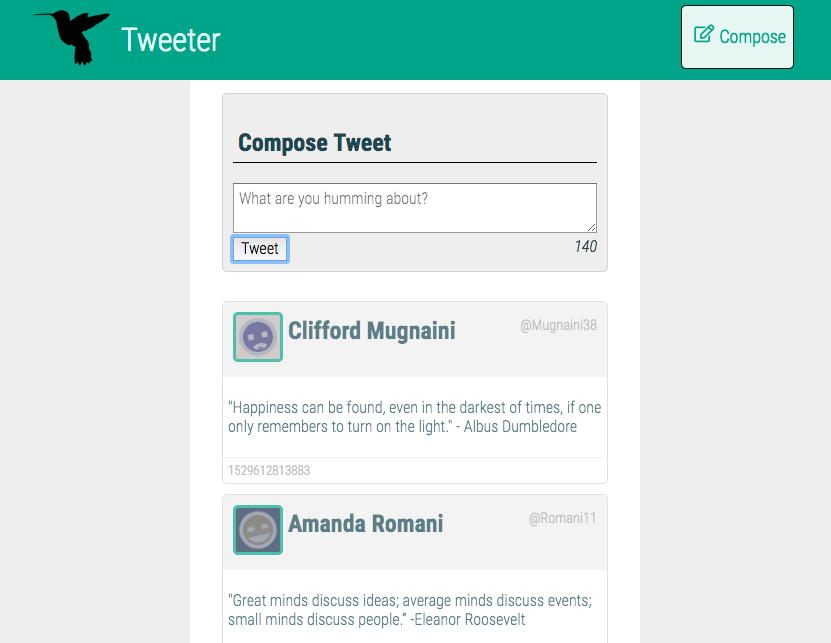 Tweeter
Compose
Compose Tweet
What are you humming about?
Tweet
140
Clifford Mugnaini
@Mugnaini38
"Happiness can be found, even in the darkest of times, if one
only remembers to turn on the light." - Albus Dumbledore
1529612813883
Amanda Romani
@Romani11
"Great minds discuss ideas; average minds discuss events;
small minds discuss people.” -Eleanor Roosevelt